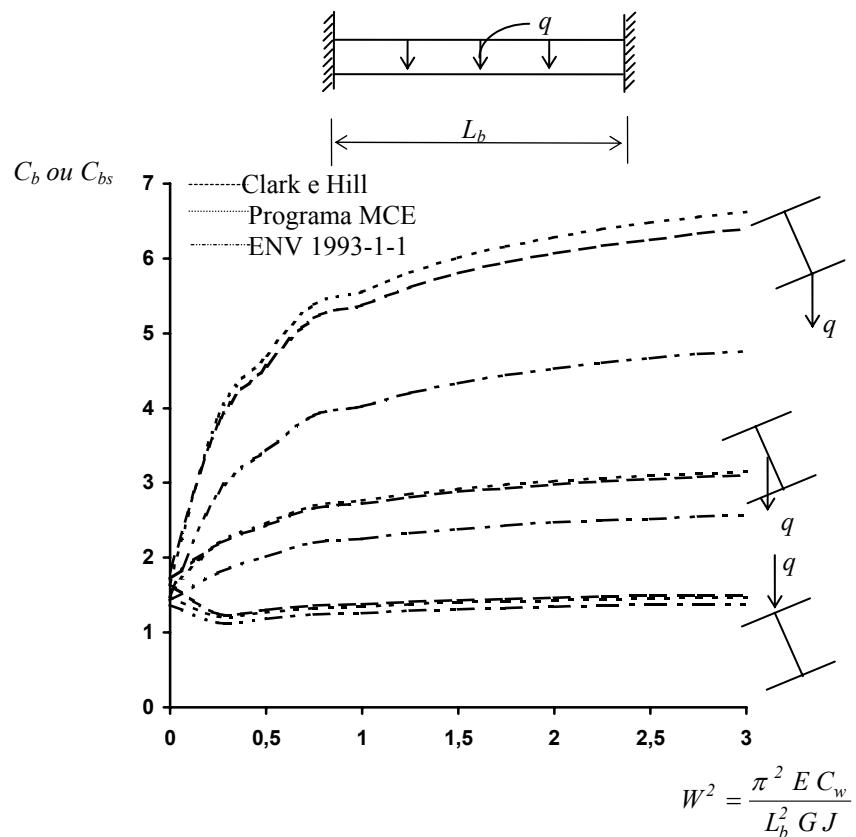 q
L_b
C_b ou C_bs
7
Clark e Hill
Programa MCE
ENV 1993-1-1
6
5
q
4
3
q
2
q
1
0
0 0,5 1 1,5 2 2,5 3
W^2 = π^2 E C_w / L_b^2 G J